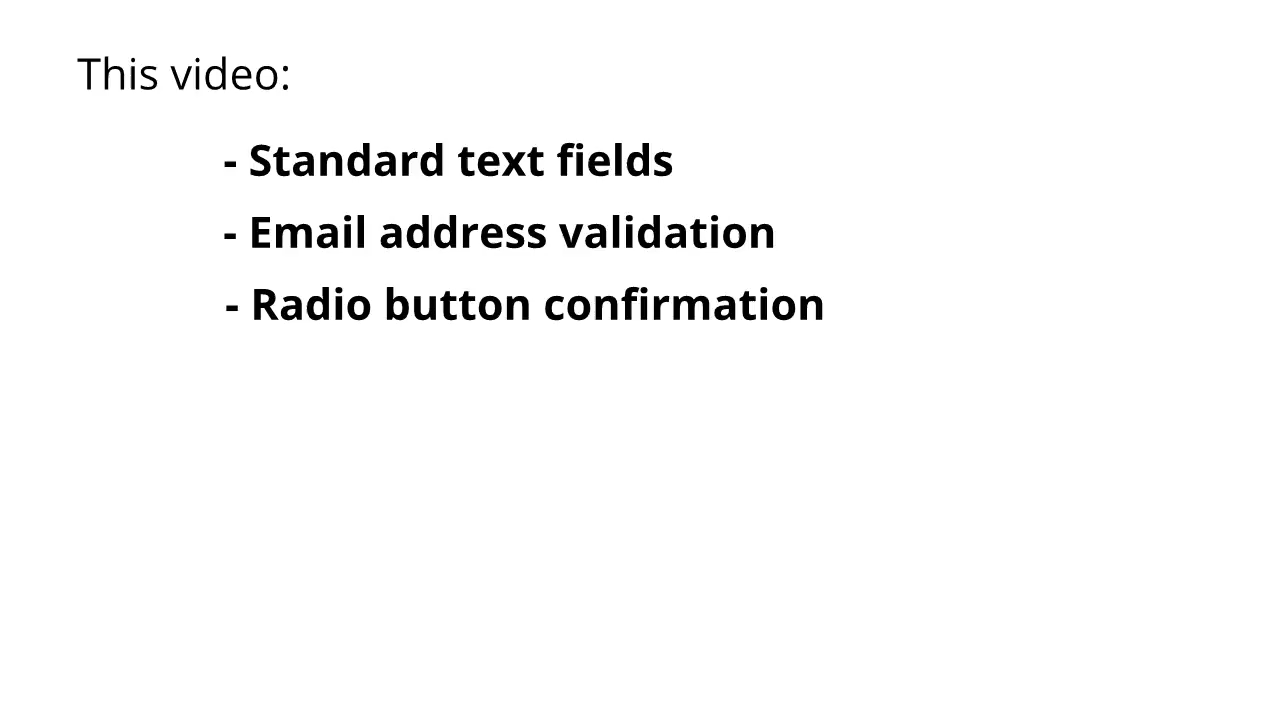 This video:
- Standard text fields
- Email address validation
- Radio button confirmation